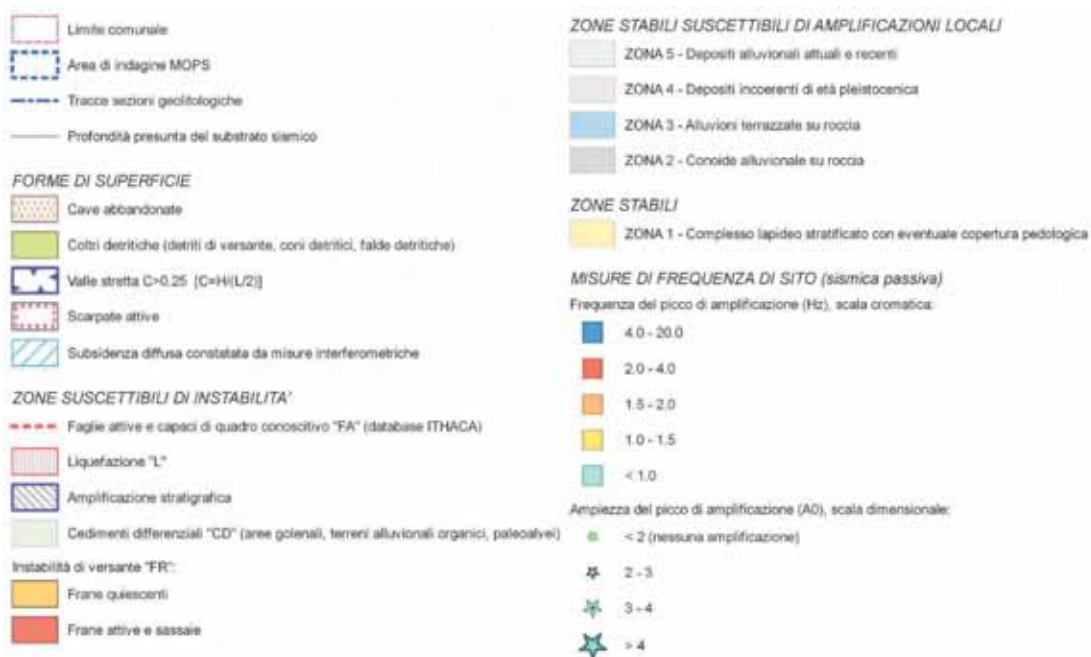 Limite comunale
Area di indagine MOPS
Tracce sezioni geolitologiche
Profondità presunta del substrato sismico
FORME DI SUPERFICIE
Cave abbandonate
Coltri detritiche (detriti di versante, coni detritici, falde detritiche)
Valle stretta C>0.25 [C=H/(L/2)]
Scarpate attive
Subsidenza diffusa constatata da misure interferometriche
ZONE SUSCETTIBILI DI INSTABILITA'
Faglie attive e capaci di quadro conoscitivo "FA" (database ITHACA)
Liquefazione "L"
Amplificazione stratigrafica
Cedimenti differenziali "CD" (aree golenali, terreni alluvionali organici, paleoalvei)
Instabilità di versante "FR":
Frane quiescenti
Frane attive e sassaie
ZONE STABILI SUSCETTIBILI DI AMPLIFICAZIONI LOCALI
ZONA 5 - Depositi alluvionali attuali e recenti
ZONA 4 - Depositi incoerenti di età pleistocenica
ZONA 3 - Alluvioni terrazzate su roccia
ZONA 2 - Conoide alluvionale su roccia
ZONE STABILI
ZONA 1 - Complesso lapideo stratificato con eventuale copertura pedologica
MISURE DI FREQUENZA DI SITO (sismica passiva)
Frequenza del picco di amplificazione (Hz), scala cromatica:
4.0 - 20.0
2.0 - 4.0
1.5 - 2.0
1.0 - 1.5
< 1.0
Ampiezza del picco di amplificazione (A0), scala dimensionale:
< 2 (nessuna amplificazione)
2 - 3
3 - 4
> 4